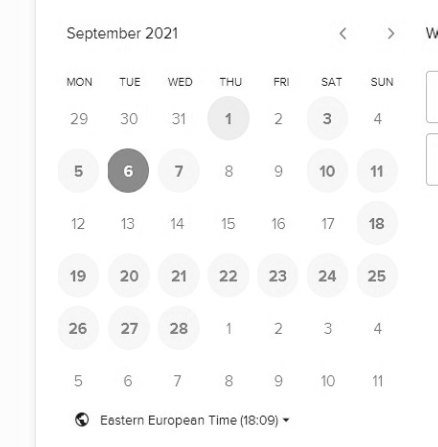 September 2021
W
MON TUE WED THU FRI SAT SUN
29 30 31 1 2 3 4
5 6 7 8 9 10 11
12 13 14 15 16 17 18
19 20 21 22 23 24 25
26 27 28 1 2 3 4
5 6 7 8 9 10 11
Eastern European Time (18:09)